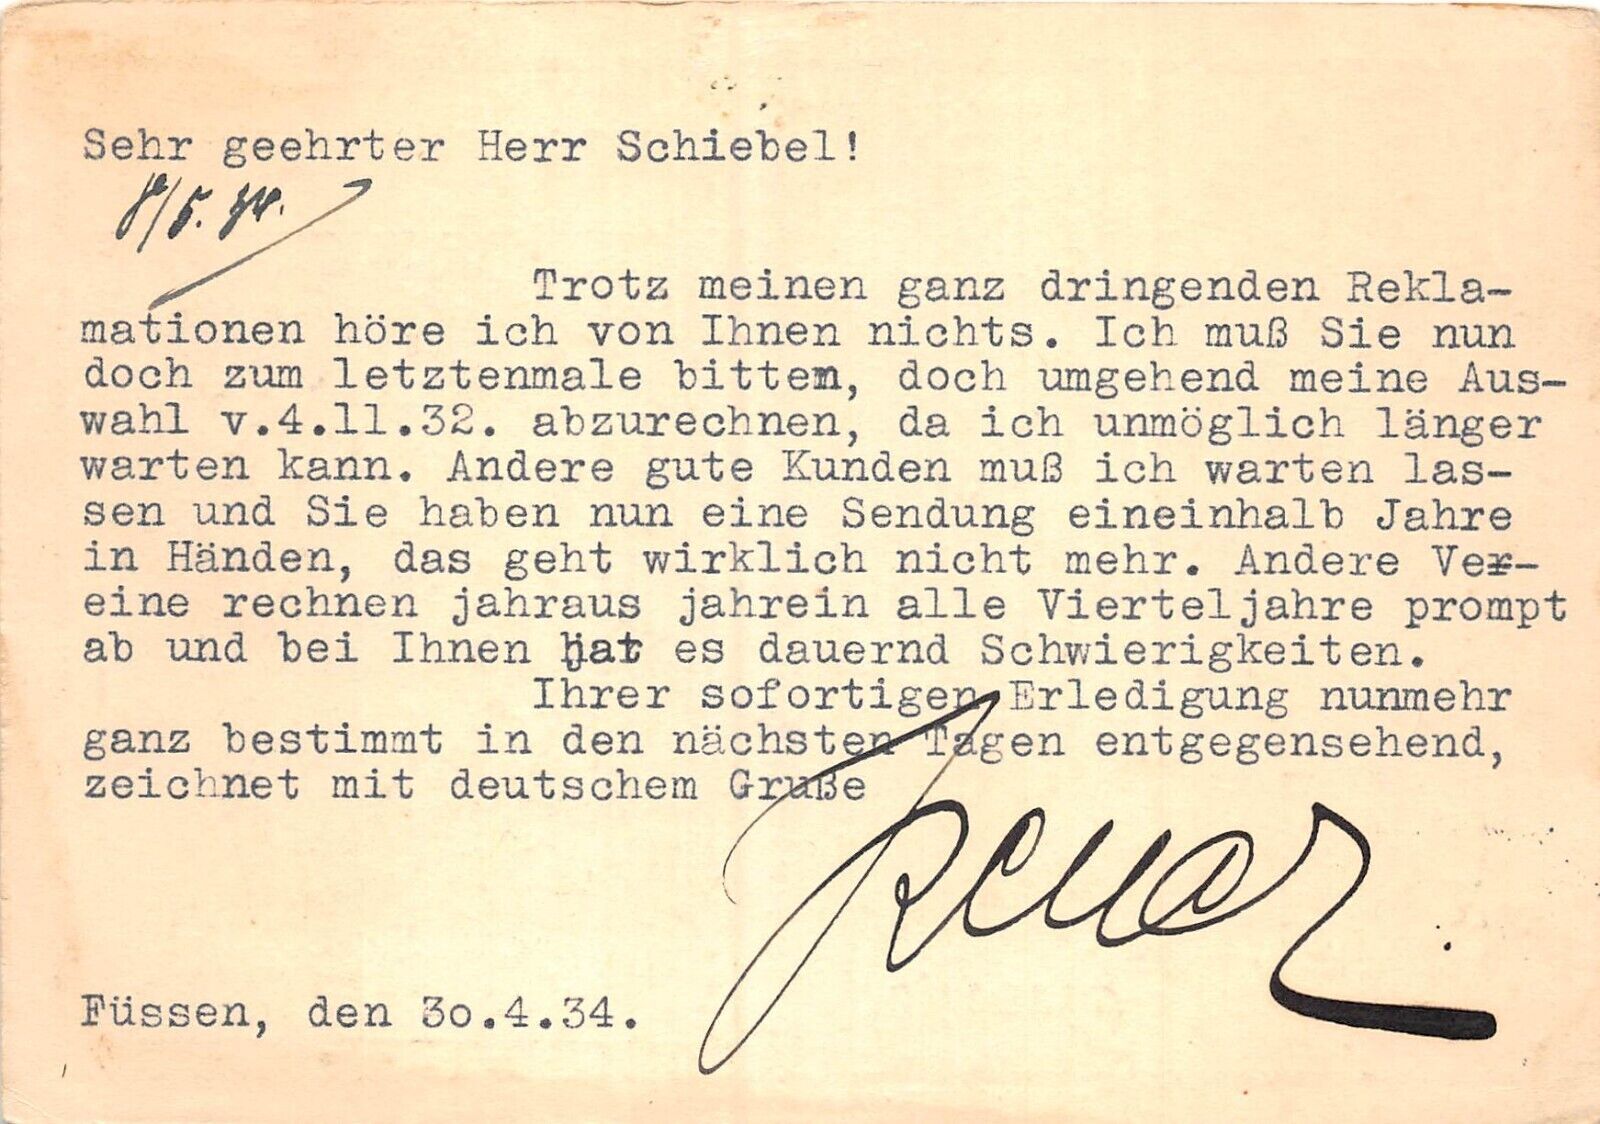 Sehr geehrter Herr Schiebel!
8/5. 34.
Trotz meinen ganz dringenden Rekla-
mationen höre ich von Ihnen nichts. Ich muß Sie nun
doch zum letztenmale bitten, doch umgehend meine Aus-
wahl v.4.11.32. abzurechnen, da ich unmöglich länger
warten kann. Andere gute Kunden muß ich warten las-
sen und Sie haben nun eine Sendung eineinhalb Jahre
in Händen, das geht wirklich nicht mehr. Andere Ver-
eine rechnen jahraus jahrein alle Vierteljahre prompt
ab und bei Ihnen hat es dauernd Schwierigkeiten.
Ihrer sofortigen Erledigung nunmehr
ganz bestimmt in den nächsten Tagen entgegensehend,
zeichnet mit deutschem Gruße
Füssen, den 3o.4.34.